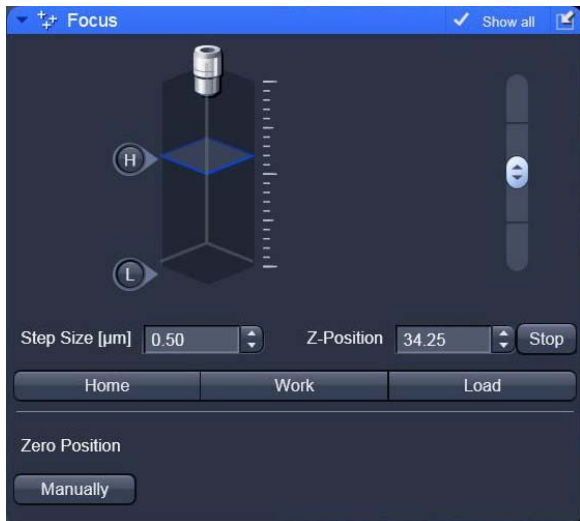 Focus
Show all
H
L
Step Size [µm] 0.50 Z-Position 34.25 Stop
Home Work Load
Zero Position
Manually